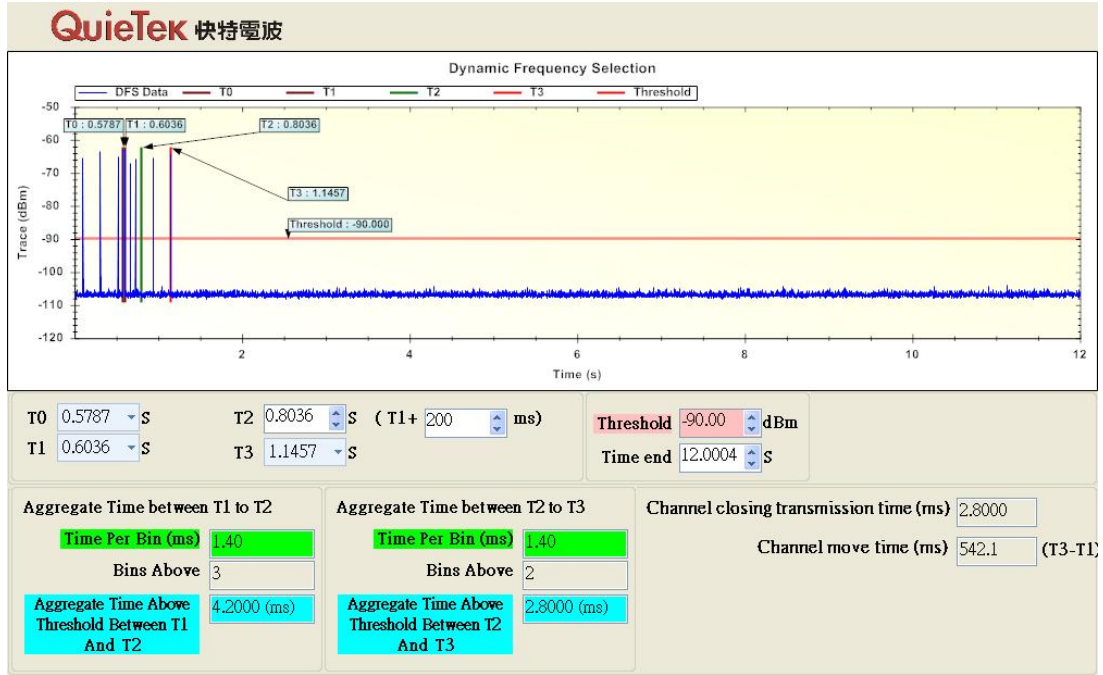 QuieTek 快特電波
Dynamic Frequency Selection
DFS Data T0 T1 T2 T3 Threshold
-50
-60
-70
-80
-90
-100
-110
-120
Trace (dBm)
T0 : 0.5787 T1 : 0.6036 T2 : 0.8036
T3 : 1.1457
Threshold : -90.000
2 4 6 8 10 12
Time (s)
T0 0.5787 S T2 0.8036 S ( T1+ 200 ms) Threshold -90.00 dBm
T1 0.6036 S T3 1.1457 S Time end 12.0004 S
Aggregate Time between T1 to T2
Time Per Bin (ms) 1.40
Bins Above 3
Aggregate Time Above
Threshold Between T1
And T2
4.2000 (ms)
Aggregate Time between T2 to T3
Time Per Bin (ms) 1.40
Bins Above 2
Aggregate Time Above
Threshold Between T2
And T3
2.8000 (ms)
Channel closing transmission time (ms) 2.8000
Channel move time (ms) 542.1 (T3-T1)